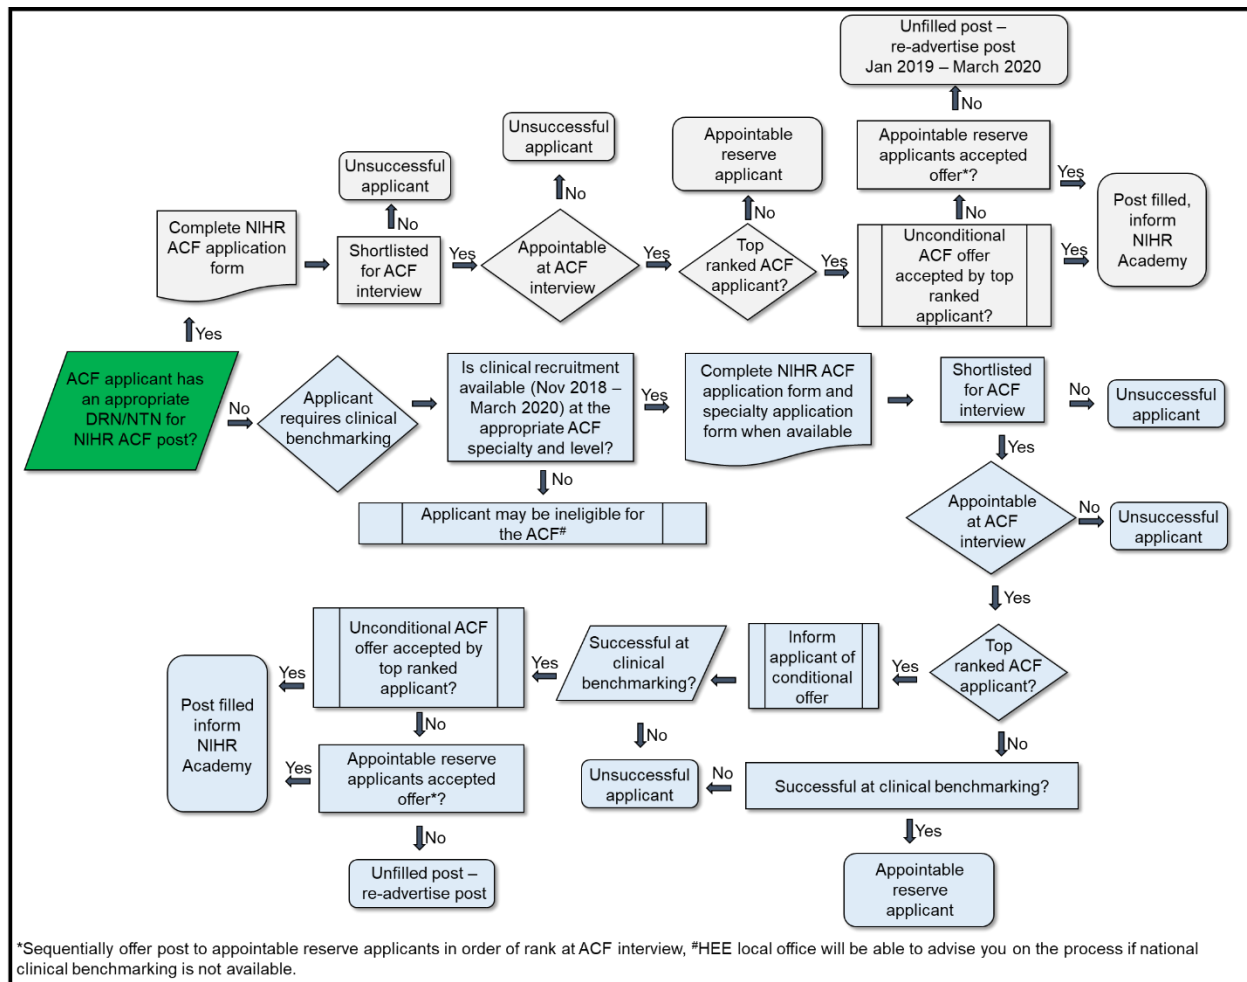 Unfilled post –
re-advertise post
Jan 2019 – March 2020
No
Unsuccessful
applicant
Appointable
reserve
applicant
Appointable reserve
applicants accepted
offer*?
Yes
Unsuccessful
applicant
No
No
No
Post filled,
inform
NIHR
Academy
Complete NIHR
ACF application
form
No
Shortlisted
for ACF
interview
Yes
Appointable
at ACF
interview
Yes
Top
ranked ACF
applicant?
Yes
Unconditional ACF
offer accepted
by top ranked
applicant?
Yes
Yes
ACF applicant has
an appropriate
DRN/NTN for
NIHR ACF post?
No
Applicant
requires clinical
benchmarking
Is clinical recruitment
available (Nov 2018 –
March 2020) at the
appropriate ACF
specialty and level?
Yes
Complete NIHR ACF
application form and
specialty application
form when available
Shortlisted
for ACF
interview
No
Unsuccessful
applicant
No
Yes
Applicant may be ineligible for
the ACF#
Appointable
at ACF
interview
No
Unsuccessful
applicant
Yes
Top
ranked ACF
applicant?
Yes
Inform
applicant of
conditional
offer
Successful at
clinical
benchmarking?
Yes
Unconditional ACF
offer accepted by
top ranked
applicant?
Yes
Post filled
inform
NIHR
Academy
No
No
No
Appointable reserve
applicants accepted
offer*?
Yes
Unsuccessful
applicant
No
Successful at clinical benchmarking?
No
Yes
Unfilled post –
re-advertise post
Appointable
reserve
applicant
*Sequentially offer post to appointable reserve applicants in order of rank at ACF interview, #HEE local office will be able to advise you on the process if national
clinical benchmarking is not available.